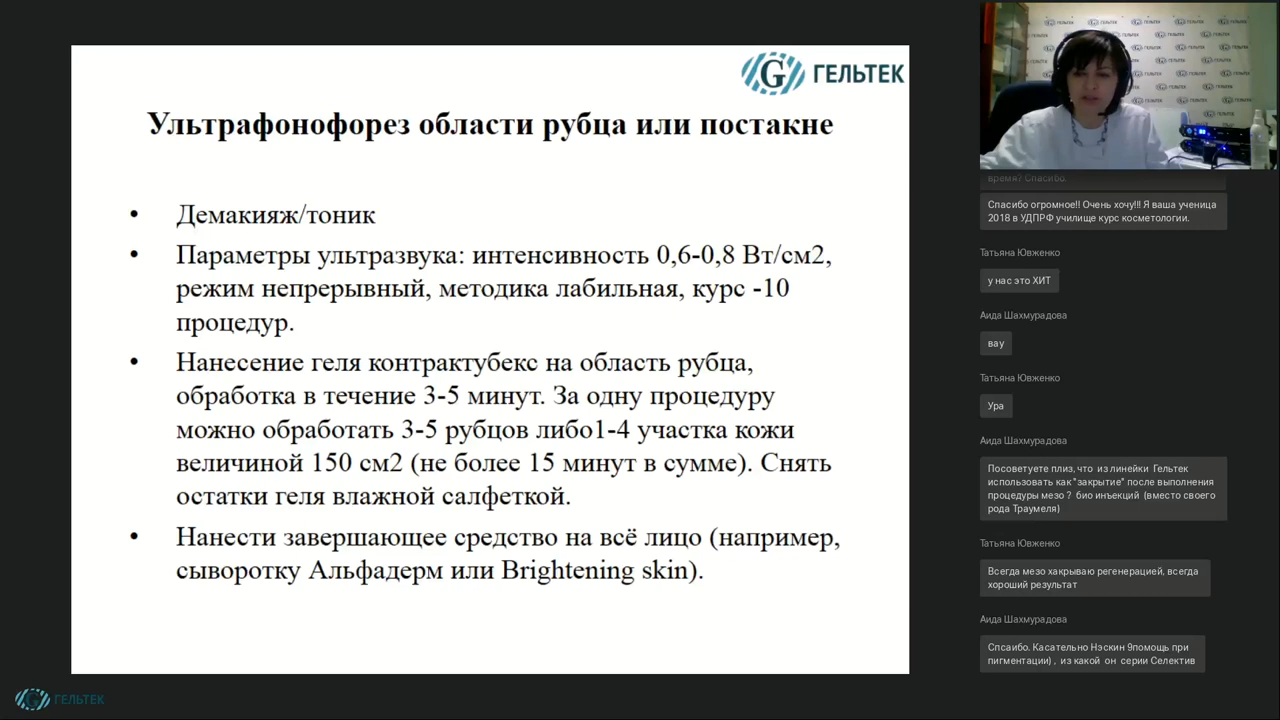 ГЕЛЬТЕК
Ультрафонофорез области рубца или постакне
• Демакияж/тоник
• Параметры ультразвука: интенсивность 0,6-0,8 Вт/см2,
режим непрерывный, методика лабильная, курс -10
процедур.
• Нанесение геля контрактубекс на область рубца,
обработка в течение 3-5 минут. За одну процедуру
можно обработать 3-5 рубцов либо1-4 участка кожи
величиной 150 см2 (не более 15 минут в сумме). Снять
остатки геля влажной салфеткой.
• Нанести завершающее средство на всё лицо (например,
сыворотку Альфадерм или Brightening skin).
ГЕЛЬТЕК
время? Спасибо.
Спасибо огромное!! Очень хочу!!! Я ваша ученица
2018 в УДПРФ училище курс косметологии.
Татьяна Ювженко
у нас это ХИТ
Аида Шахмурадова
вау
Татьяна Ювженко
Ура
Аида Шахмурадова
Посоветуете плиз,что из линейки Гельтек
использовать как "закрытие" после выполнения
процедуры мезо ? био инъекций (вместо своего
рода Траумеля)
Татьяна Ювженко
Всегда мезо хакрываю регенерацией, всегда
хороший результат
Аида Шахмурадова
Спсаибо. Касательно Нэскин 9помощь при
пигментации) , из какой он серии Селектив